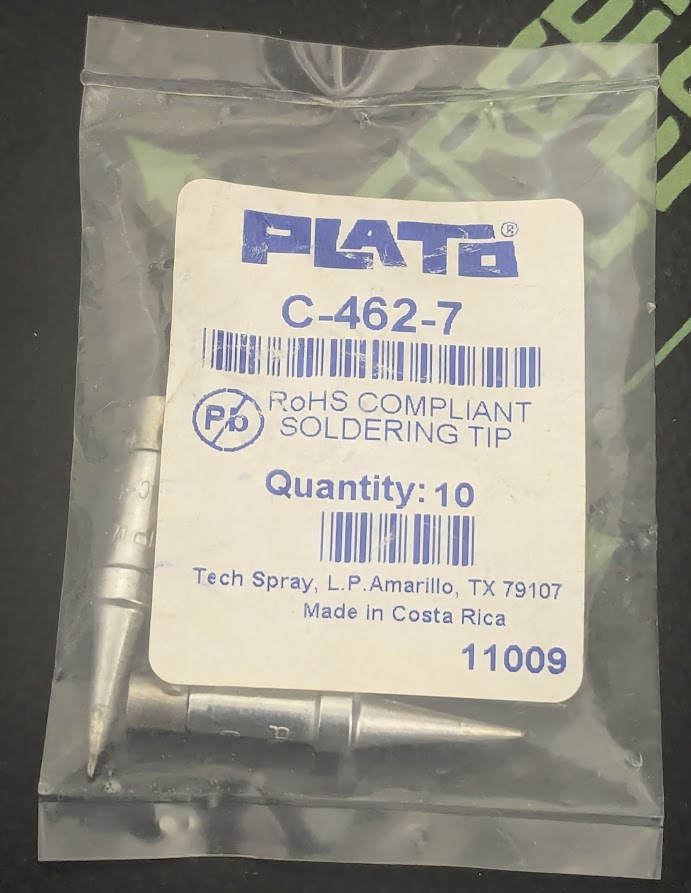 PLATO®
C-462-7
Pb
RoHS COMPLIANT
SOLDERING TIP
Quantity: 10
Tech Spray, L.P. Amarillo, TX 79107
Made in Costa Rica
11009